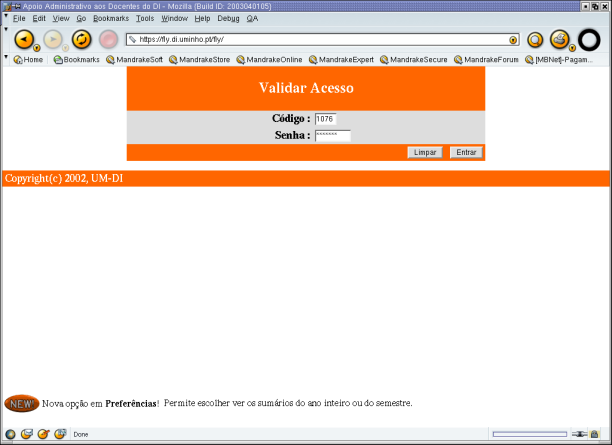 Apoio Administrativo aos Docentes do DI - Mozilla {Build ID: 2003040105}
File Edit View Go Bookmarks Tools Window Help Debug QA
https://fly.di.uminho.pt/fly/
Home Bookmarks MandrakeSoft MandrakeStore MandrakeOnline MandrakeExpert MandrakeSecure MandrakeForum [MBNet]-Pagam...
Validar Acesso
Código : 1076
Senha : *******
Limpar Entrar
Copyright(c) 2002, UM-DI
NEW! Nova opção em Preferências! Permite escolher ver os sumários do ano inteiro ou do semestre.
Done